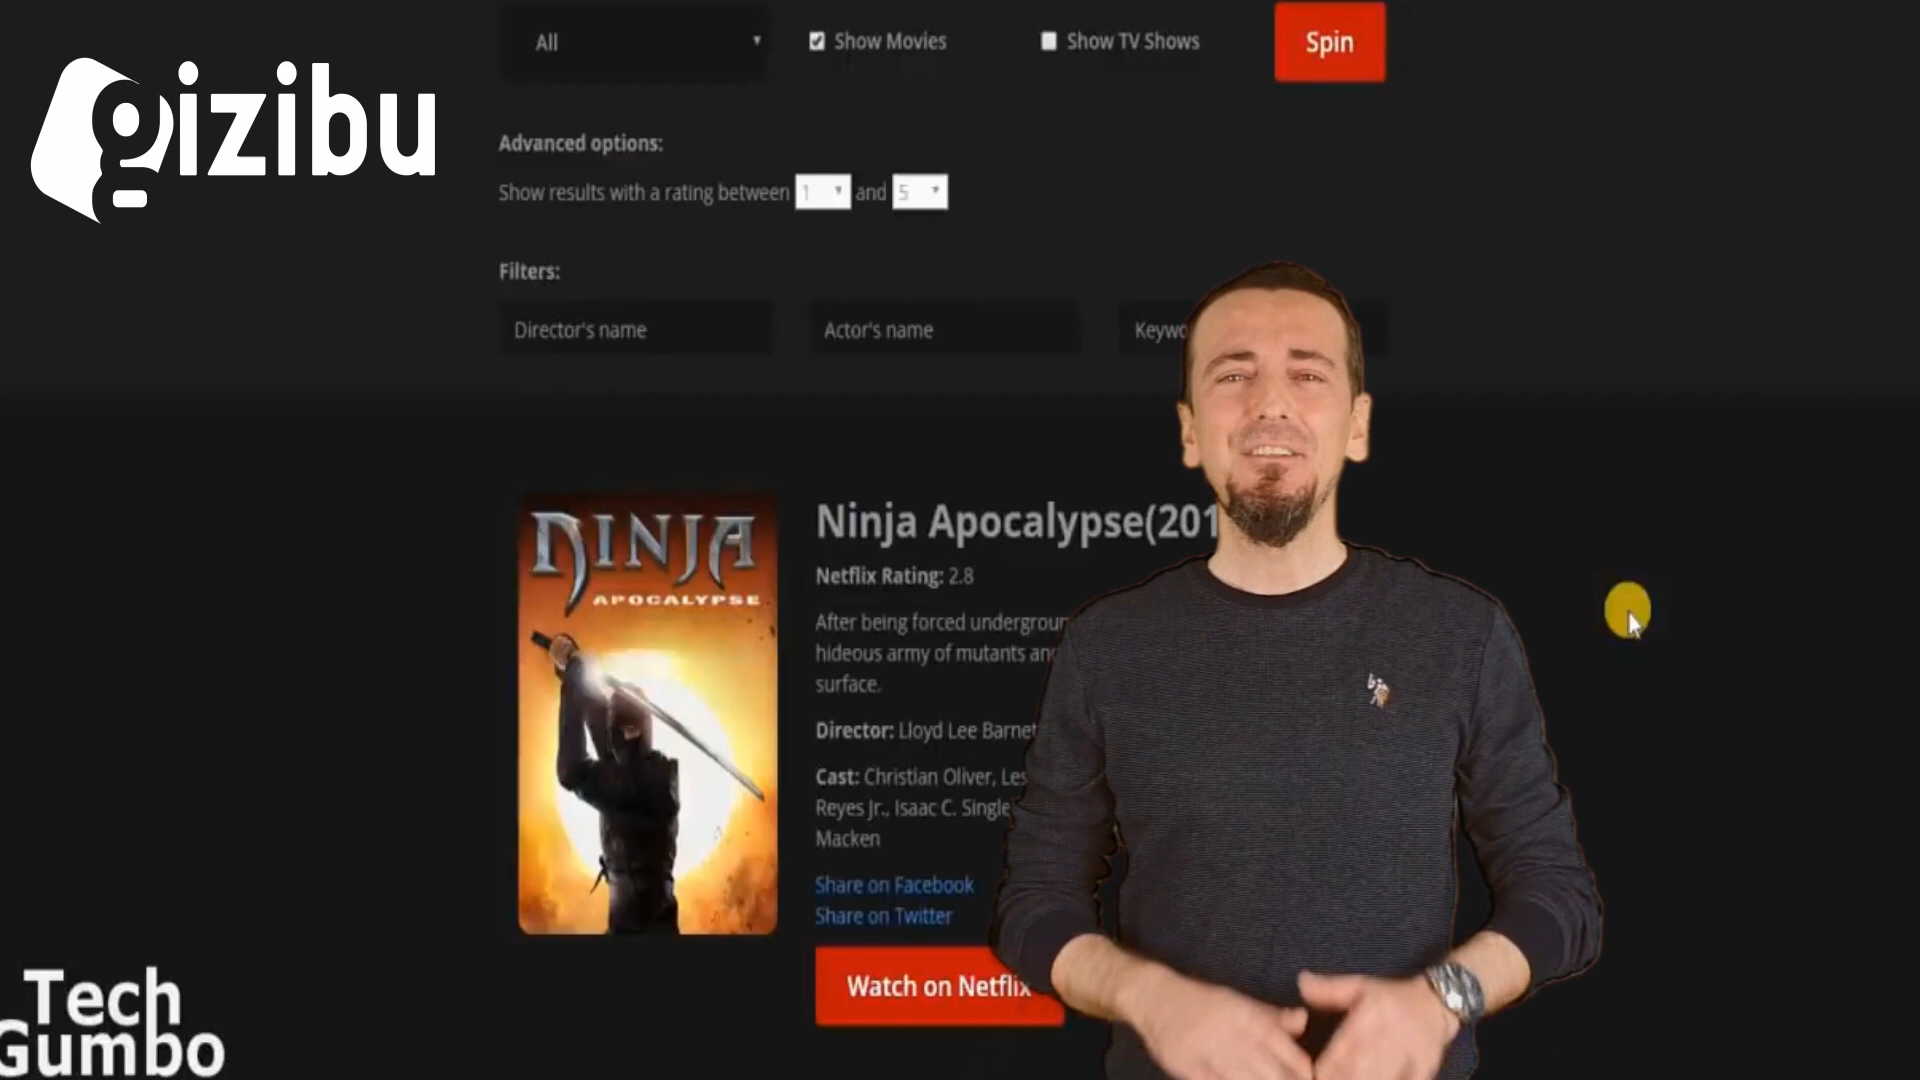 All
Show Movies
Show TV Shows
Spin
gizibu
Advanced options:
Show results with a rating between 1 and 5
Filters:
Director's name
Actor's name
Keywo
NINJA
APOCALYPSE
Ninja Apocalypse(201
Netflix Rating: 2.8
After being forced undergroun
hideous army of mutants and
surface.
Director: Lloyd Lee Barnet
Cast: Christian Oliver, Les
Reyes Jr., Isaac C. Single
Macken
Share on Facebook
Share on Twitter
Watch on Netflix
Tech
Gumbo